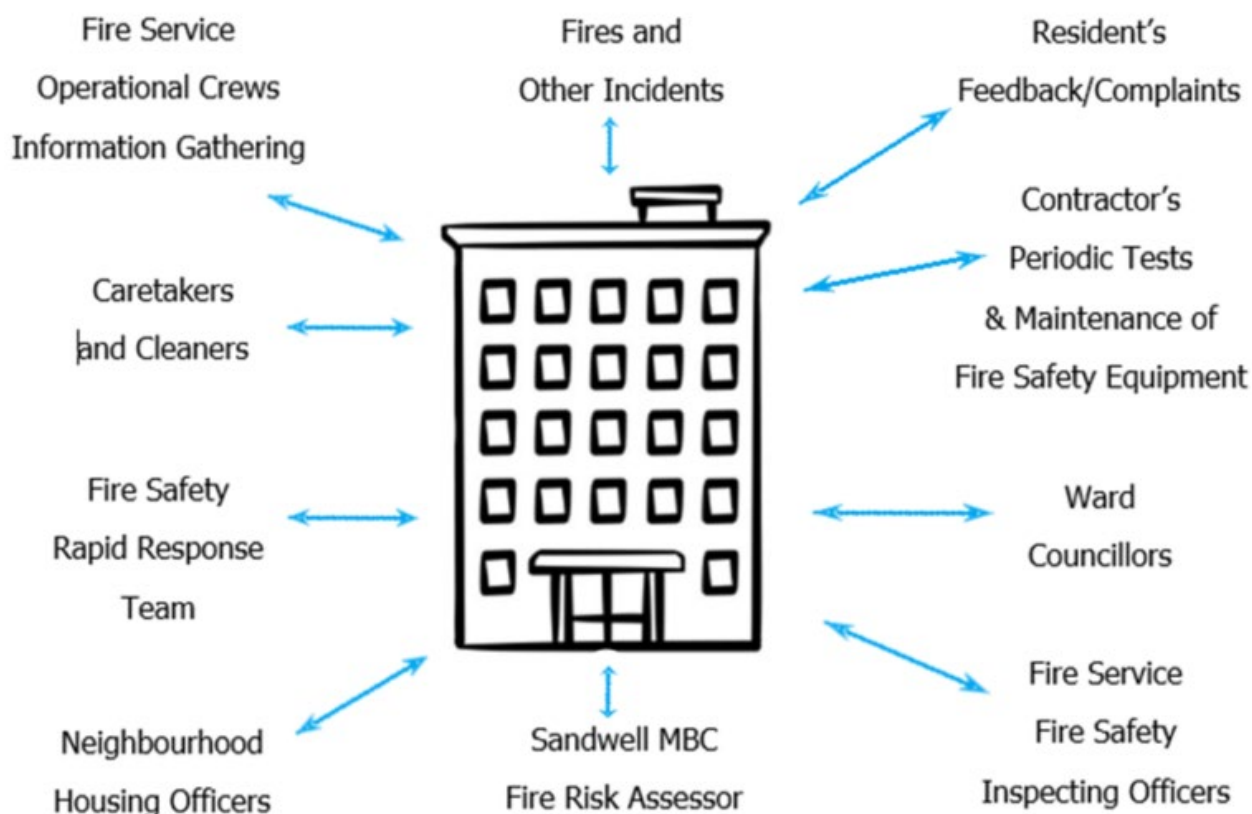 Fire Service
Operational Crews
Information Gathering
Fires and
Other Incidents
Resident's
Feedback/Complaints
Caretakers
and Cleaners
Contractor's
Periodic Tests
& Maintenance of
Fire Safety Equipment
Fire Safety
Rapid Response
Team
Ward
Councillors
Neighbourhood
Housing Officers
Sandwell MBC
Fire Risk Assessor
Fire Service
Fire Safety
Inspecting Officers